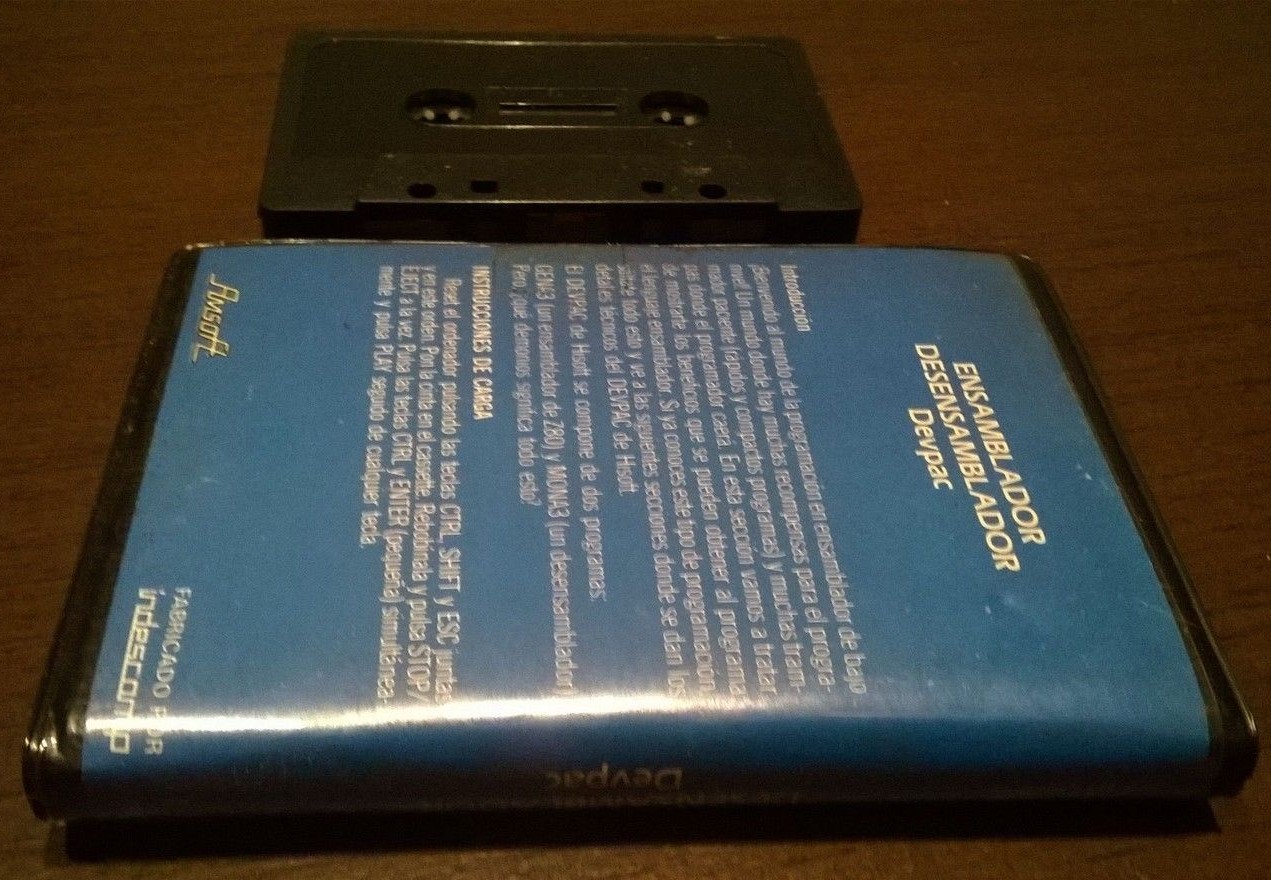 ENSAMBLADOR
DESENSAMBLADOR
Devpac
Introducción
¡Bienvenido al mundo de la programación en ensamblador de bajo
nivel! Un mundo donde hay muchas recompensas para el progra-
mador paciente (rápidos y compactos programas) y muchas tram-
pas donde el programador caerá. En esta sección vamos a tratar
de mostrarte los beneficios que se pueden obtener al programar
el lenguaje ensamblador. Si ya conoces este tipo de programación,
sáltate todo esto y ve a las siguientes secciones donde se dan los
detalles técnicos del DEVPAC de Hisoft.
El DEVPAC de Hisoft se compone de dos programas:
GENA3 (un ensamblador de Z80) y MONA3 (un desensamblador)
Pero ¿qué demonios significa todo esto?
INSTRUCCIONES DE CARGA
Reset el ordenador pulsando las teclas CTRL, SHIFT y ESC juntas
y en este orden. Pon la cinta en el cassette. Rebobínala y pulsa STOP/
EJECT a la vez. Pulsa las teclas CTRL y ENTER (pequeña) simultánea-
mente y pulsa PLAY seguido de cualquier tecla.
Amsoft
FABRICADO POR
indescomp
Devpac